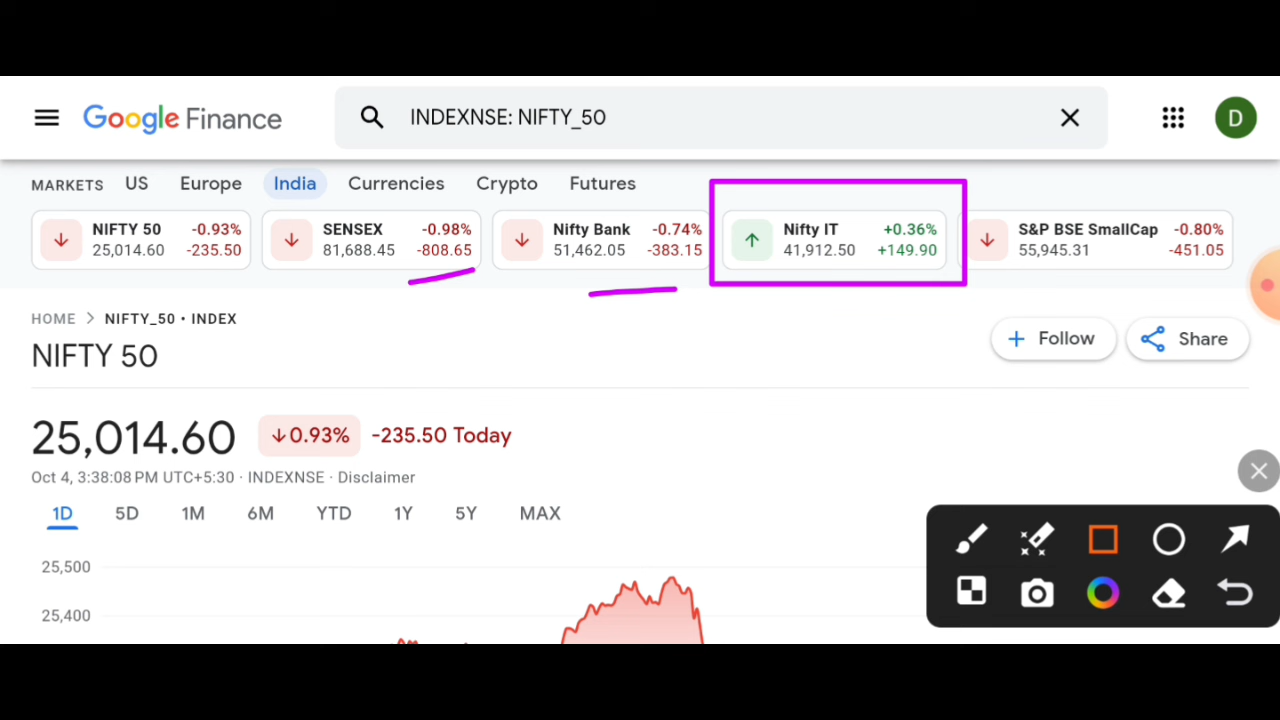 Google Finance
INDEXNSE: NIFTY_50
D
MARKETS US Europe India Currencies Crypto Futures
NIFTY 50 -0.93%
25,014.60 -235.50
SENSEX -0.98%
81,688.45 -808.65
Nifty Bank -0.74%
51,462.05 -383.15
Nifty IT +0.36%
41,912.50 +149.90
S&P BSE SmallCap -0.80%
55,945.31 -451.05
HOME > NIFTY_50 • INDEX
NIFTY 50
+ Follow
Share
25,014.60 ↓0.93% -235.50 Today
Oct 4, 3:38:08 PM UTC+5:30 · INDEXNSE · Disclaimer
1D 5D 1M 6M YTD 1Y 5Y MAX
25,500
25,400